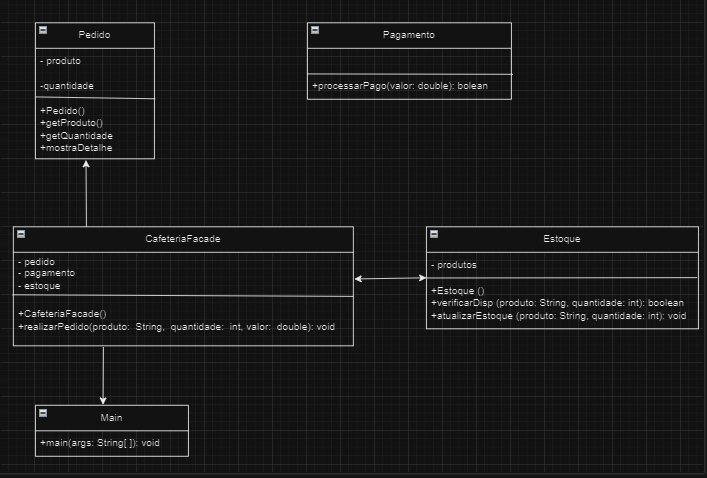 Pedido
- produto
-quantidade
+Pedido()
+getProduto()
+getQuantidade
+mostraDetalhe
Pagamento
+processarPago(valor: double): bolean
CafeteriaFacade
- pedido
- pagamento
- estoque
+CafeteriaFacade()
+realizarPedido(produto: String, quantidade: int, valor: double): void
Estoque
- produtos
+Estoque ()
+verificarDisp (produto: String, quantidade: int): boolean
+atualizarEstoque (produto: String, quantidade: int): void
Main
+main(args: String[ ]): void